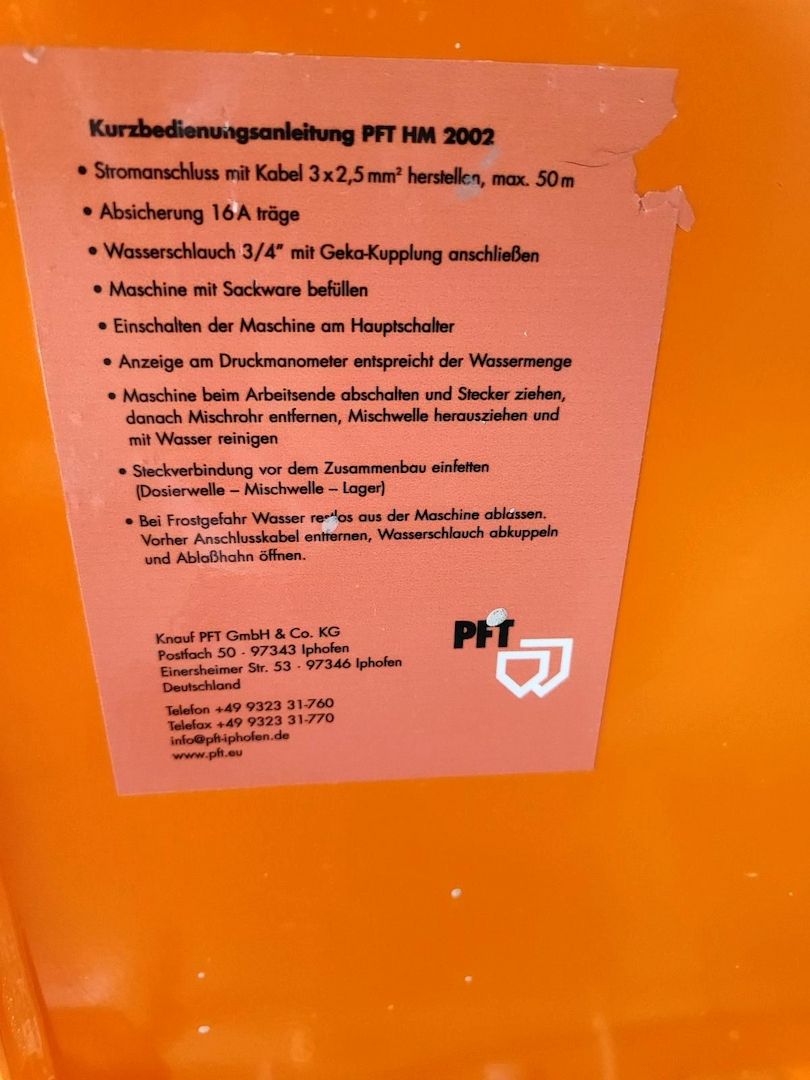 Kurzbedienungsanleitung PFT HM 2002
• Stromanschluss mit Kabel 3x2,5mm² herstellen, max. 50m
• Absicherung 16A träge
• Wasserschlauch 3/4” mit Geka-Kupplung anschließen
• Maschine mit Sackware befüllen
• Einschalten der Maschine am Hauptschalter
• Anzeige am Druckmanometer entspreicht der Wassermenge
• Maschine beim Arbeitsende abschalten und Stecker ziehen,
danach Mischrohr entfernen, Mischwelle herausziehen und
mit Wasser reinigen
• Steckverbindung vor dem Zusammenbau einfetten
(Dosierwelle – Mischwelle – Lager)
• Bei Frostgefahr Wasser restlos aus der Maschine ablassen.
Vorher Anschlusskabel entfernen, Wasserschlauch abkuppeln
und Ablaßhahn öffnen.
Knauf PFT GmbH & Co. KG
Postfach 50 · 97343 Iphofen
Einersheimer Str. 53 · 97346 Iphofen
Deutschland
Telefon +49 9323 31-760
Telefax +49 9323 31-770
info@pft-iphofen.de
www.pft.eu
PFT